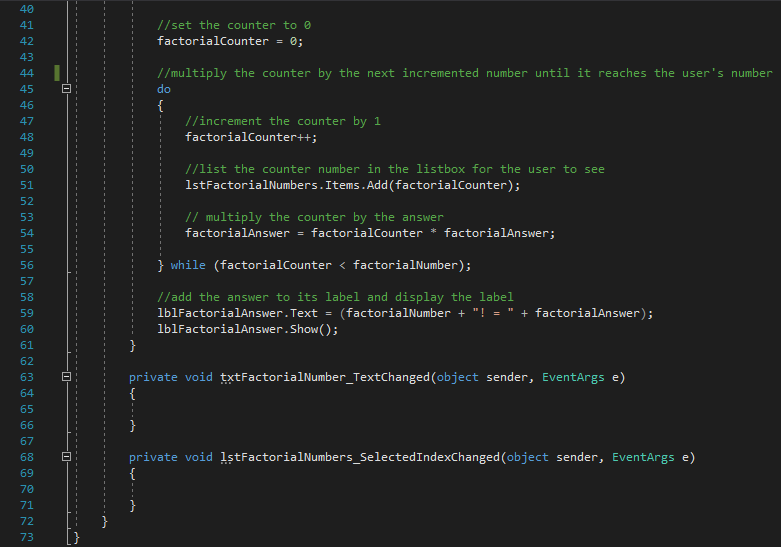 40
41 //set the counter to 0
42 factorialCounter = 0;
43
44 //multiply the counter by the next incremented number until it reaches the user's number
45 do
46 {
47 //increment the counter by 1
48 factorialCounter++;
49
50 //list the counter number in the listbox for the user to see
51 lstFactorialNumbers.Items.Add(factorialCounter);
52
53 // multiply the counter by the answer
54 factorialAnswer = factorialCounter * factorialAnswer;
55
56 } while (factorialCounter < factorialNumber);
57
58 //add the answer to its label and display the label
59 lblFactorialAnswer.Text = (factorialNumber + "! = " + factorialAnswer);
60 lblFactorialAnswer.Show();
61 }
62
63 private void txtFactorialNumber_TextChanged(object sender, EventArgs e)
64 {
65
66 }
67
68 private void lstFactorialNumbers_SelectedIndexChanged(object sender, EventArgs e)
69 {
70
71 }
72 }
73 }